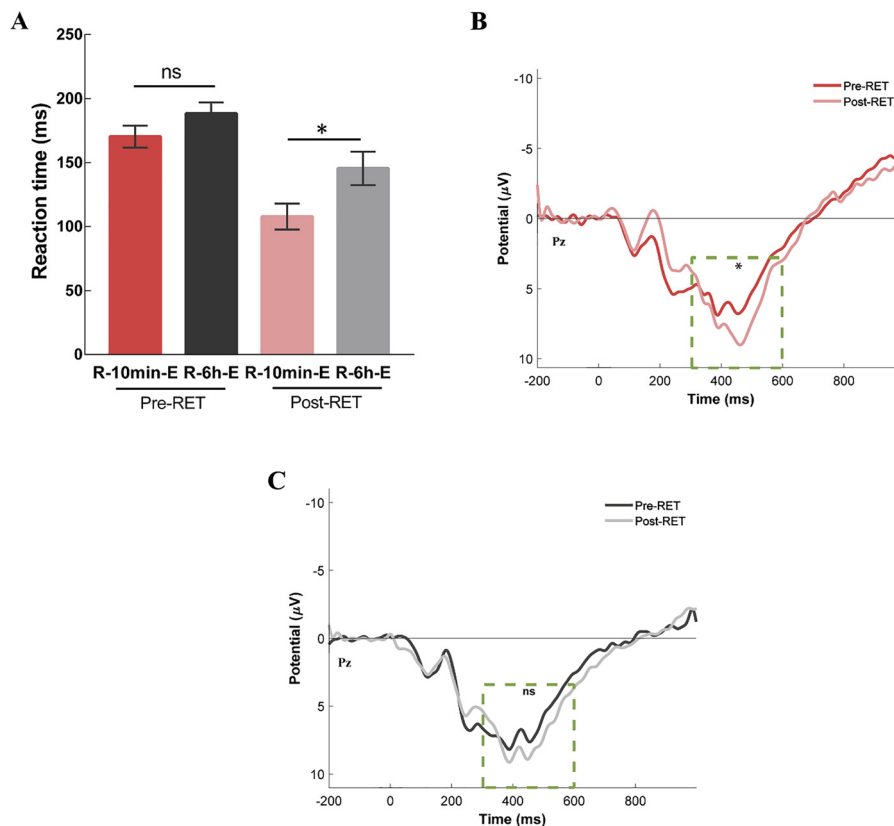 A
250
200
150
100
50
0
Reaction time (ms)
ns
*
R-10min-E R-6h-E R-10min-E R-6h-E
Pre-RET Post-RET
B
-10
-5
0
5
10
Potential (μV)
Pz
Pre-RET
Post-RET
*
-200 0 200 400 600 800
Time (ms)
C
-10
-5
0
5
10
Potential (μV)
Pz
Pre-RET
Post-RET
ns
-200 0 200 400 600 800
Time (ms)